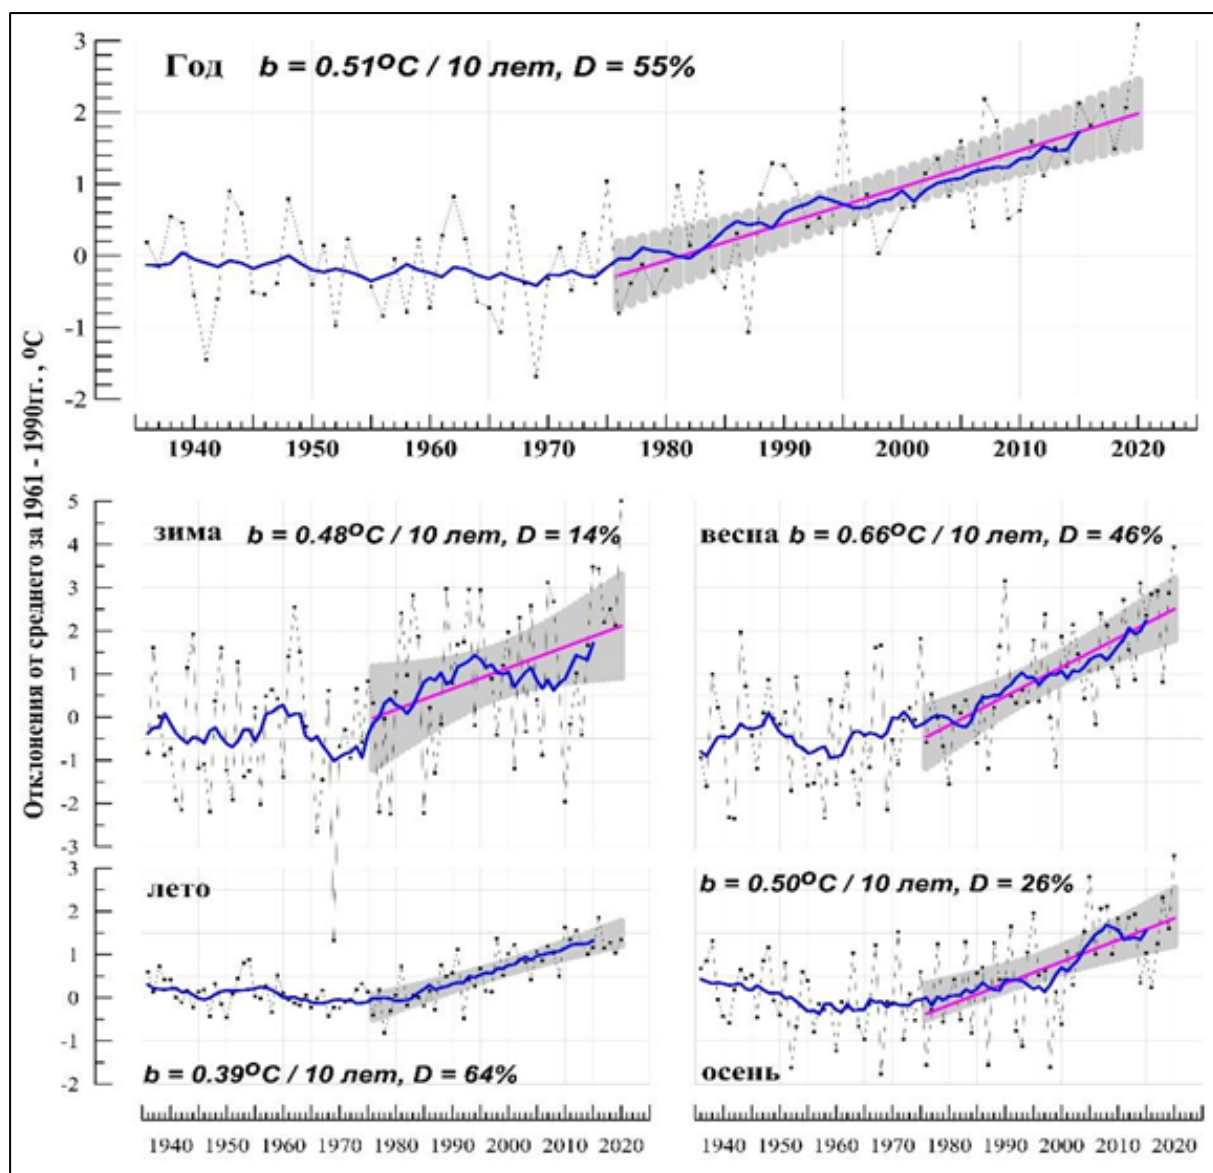 Отклонения от среднего за 1961 - 1990гг. , ºC
Год b = 0.51ºC / 10 лет, D = 55%
3
2
1
0
-1
-2
1940 1950 1960 1970 1980 1990 2000 2010 2020
зима b = 0.48ºC / 10 лет, D = 14%
весна b = 0.66ºC / 10 лет, D = 46%
5
4
3
2
1
0
-1
-2
-3
3
лето
b = 0.50ºC / 10 лет, D = 26%
2
1
0
-1
b = 0.39ºC / 10 лет, D = 64%
осень
-2
1940 1950 1960 1970 1980 1990 2000 2010 2020
1940 1950 1960 1970 1980 1990 2000 2010 2020